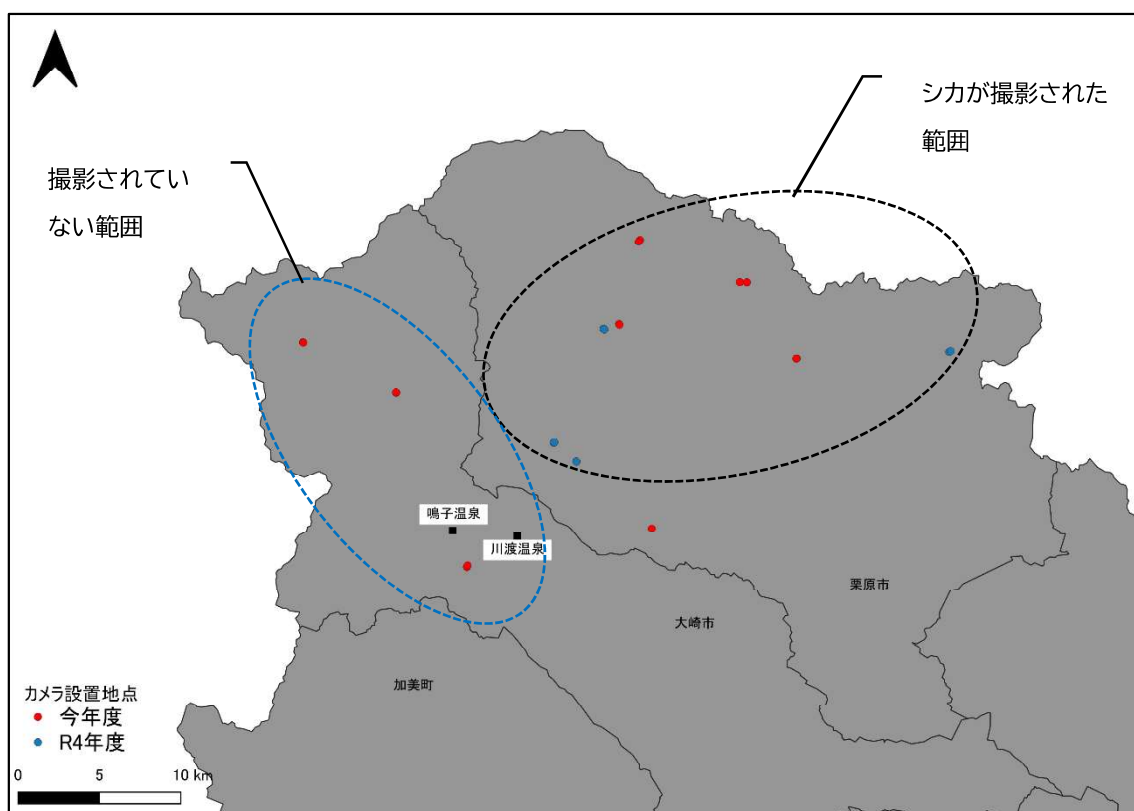 シカが撮影された
範囲
撮影されてい
ない範囲
鳴子温泉
川渡温泉
栗原市
大崎市
加美町
カメラ設置地点
今年度
R4年度
0 5 10 km